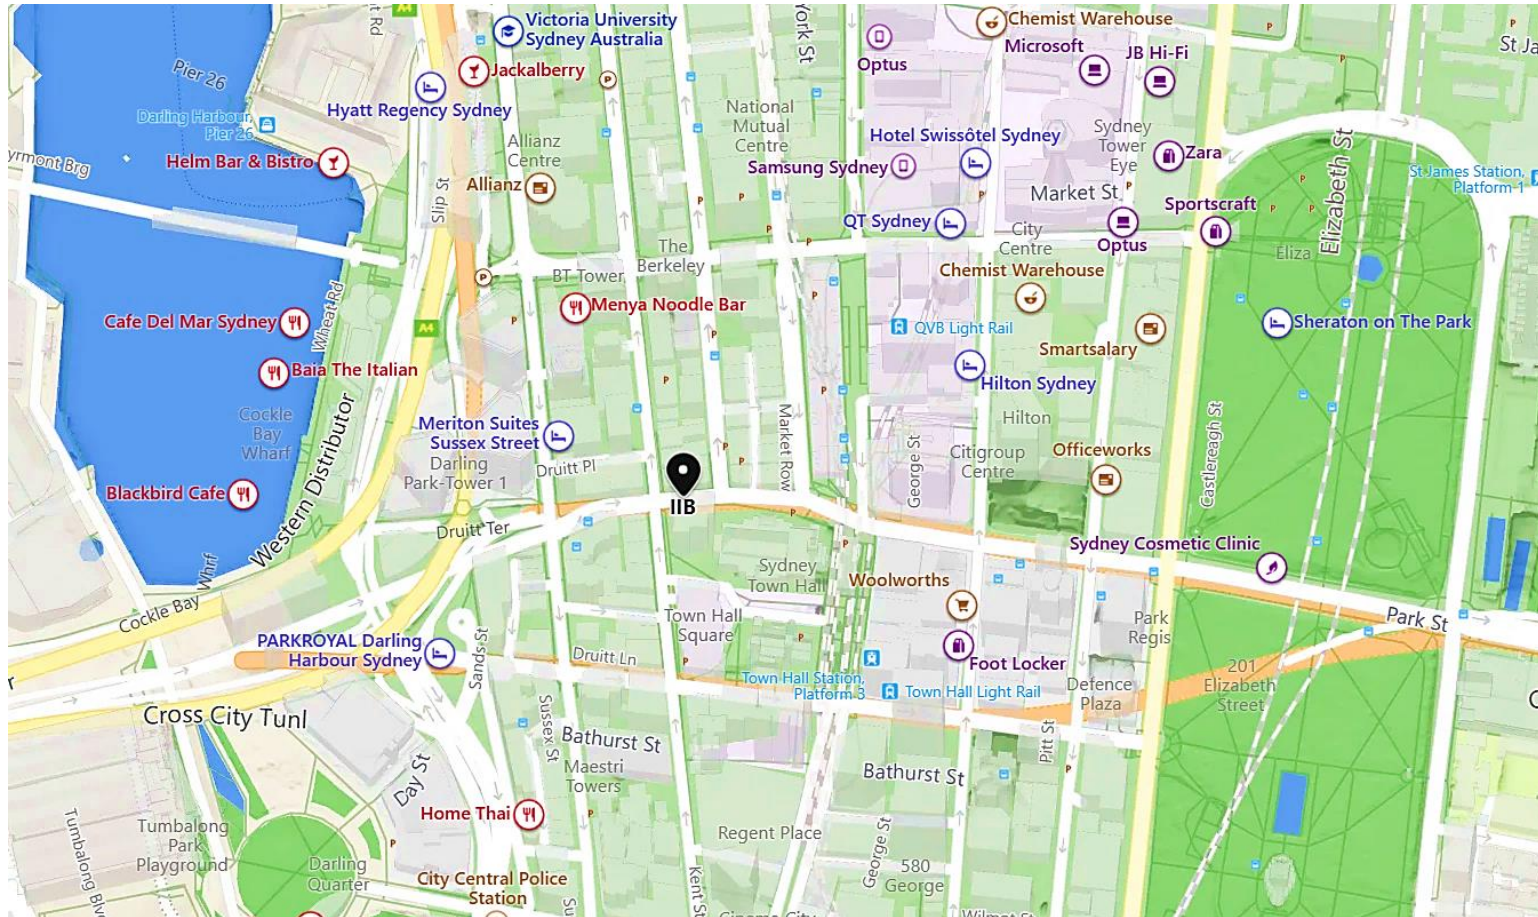 Victoria University
Sydney Australia
York St
Chemist Warehouse
Optus
Microsoft
JB Hi-Fi
Jackalberry
Pier 26
Hyatt Regency Sydney
Darling Harbour,
Pier 26
National
Mutual
Centre
Hotel Swissôtel Sydney
Sydney
Tower
Eye
Zara
Elizabeth St
Allianz
Centre
Helm Bar & Bistro
Samsung Sydney
St James Station,
Platform 1
Allianz
Slip St
Market St
Sportscraft
QT Sydney
Optus
City
Centre
Eliza
The
Berkeley
BT Tower
Chemist Warehouse
A4
Menya Noodle Bar
Cafe Del Mar Sydney
Wheat Rd
QVB Light Rail
Sheraton on The Park
Smartsalary
Baia The Italian
Hilton Sydney
Cockle
Bay
Wharf
Western Distributor
Meriton Suites
Sussex Street
Market Row
Hilton
George St
Citigroup
Centre
Officeworks
Castlereagh St
Darling
Park-Tower 1
Druitt Pl
Blackbird Cafe
IIB
Druitt Ter
Sydney Cosmetic Clinic
Sydney
Town Hall
Woolworths
Cockle Bay Whrf
Town Hall
Square
Park
Regis
Park St
PARKROYAL Darling
Harbour Sydney
Sands St
Druitt Ln
Foot Locker
Town Hall Station,
Platform 3
Town Hall Light Rail
Defence
Plaza
201
Elizabeth
Street
Cross City Tunl
Sussex St
Bathurst St
Pitt St
Maestri
Towers
Bathurst St
Day St
Home Thai
Tumbalong
Park
Playground
Regent Place
Darling
Quarter
George St
580
George
City Central Police
Station
Kent St